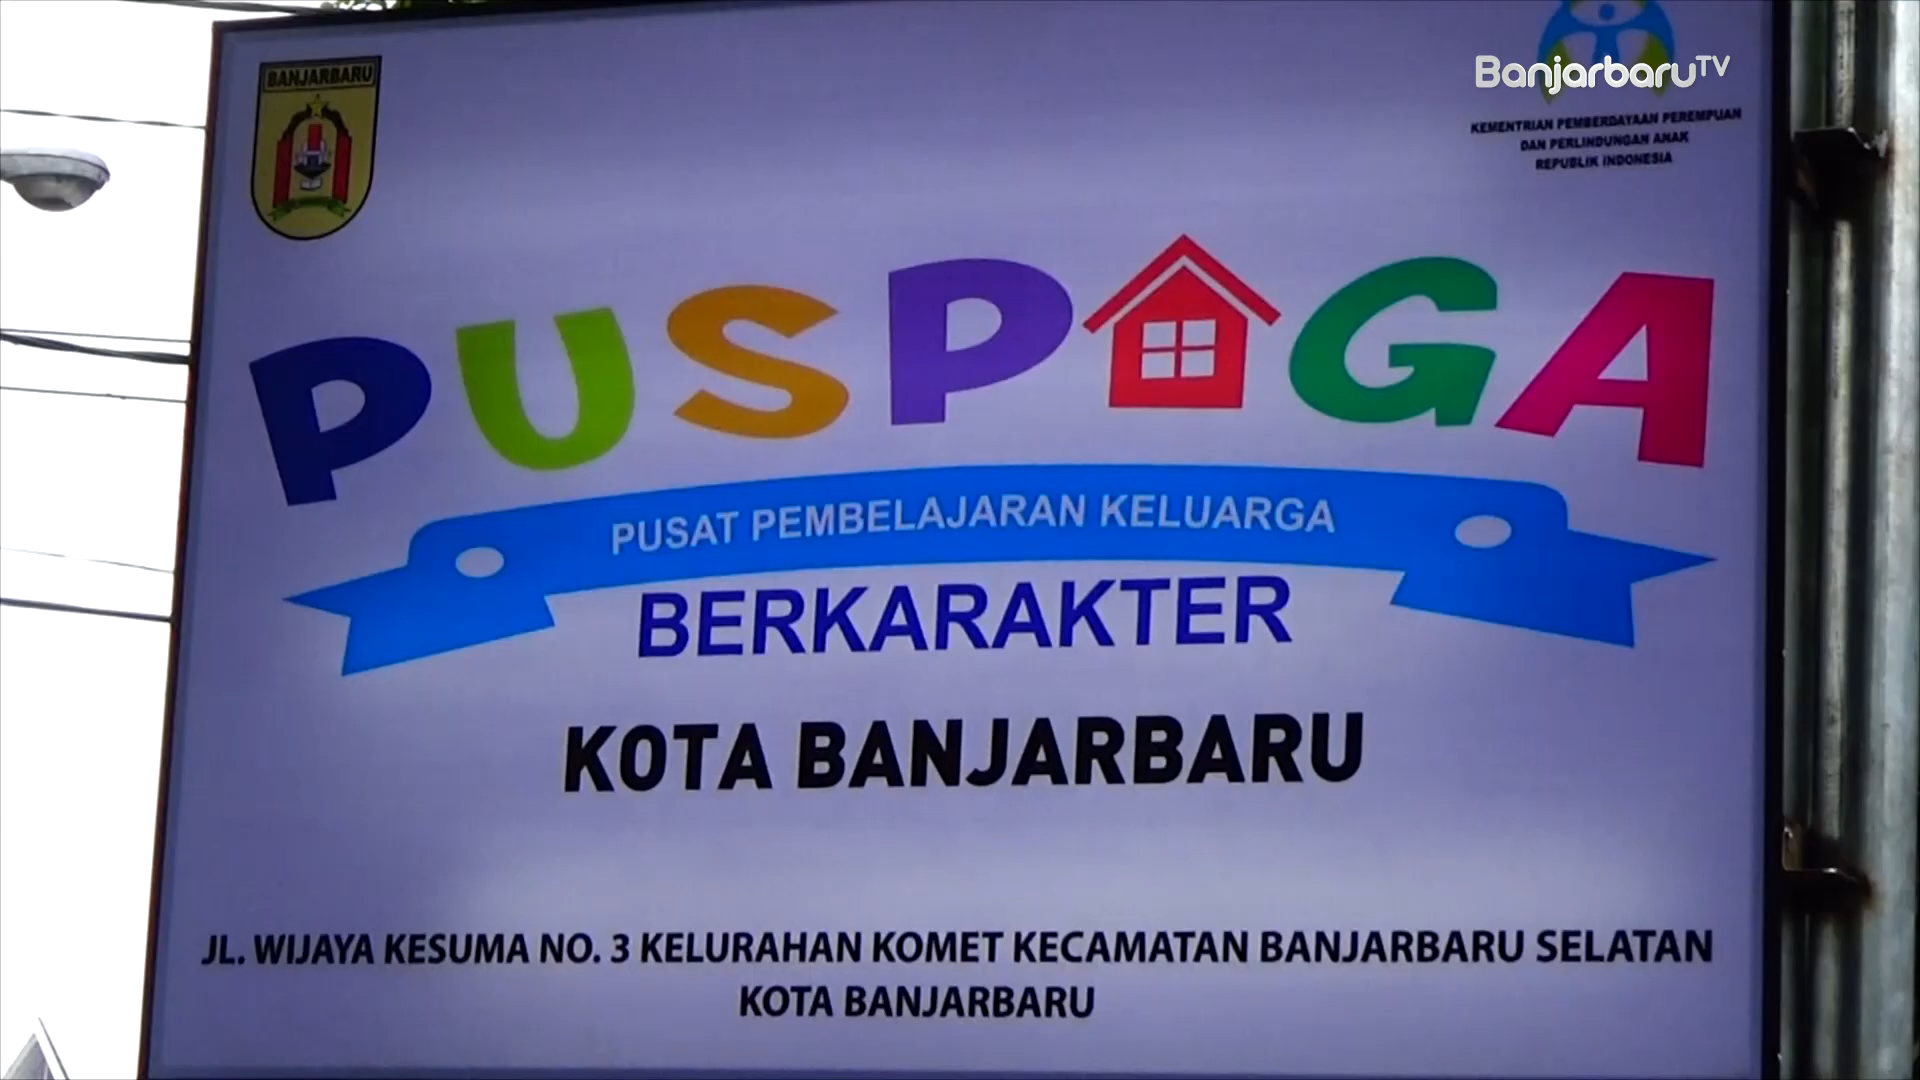 BANJARBARU
BanjarbaruTV
KEMENTRIAN PEMBERDAYAAN PEREMPUAN
DAN PERLINDUNGAN ANAK
REPUBLIK INDONESIA
PUSPAGA
PUSAT PEMBELAJARAN KELUARGA
BERKARAKTER
KOTA BANJARBARU
JL. WIJAYA KESUMA NO. 3 KELURAHAN KOMET KECAMATAN BANJARBARU SELATAN
KOTA BANJARBARU